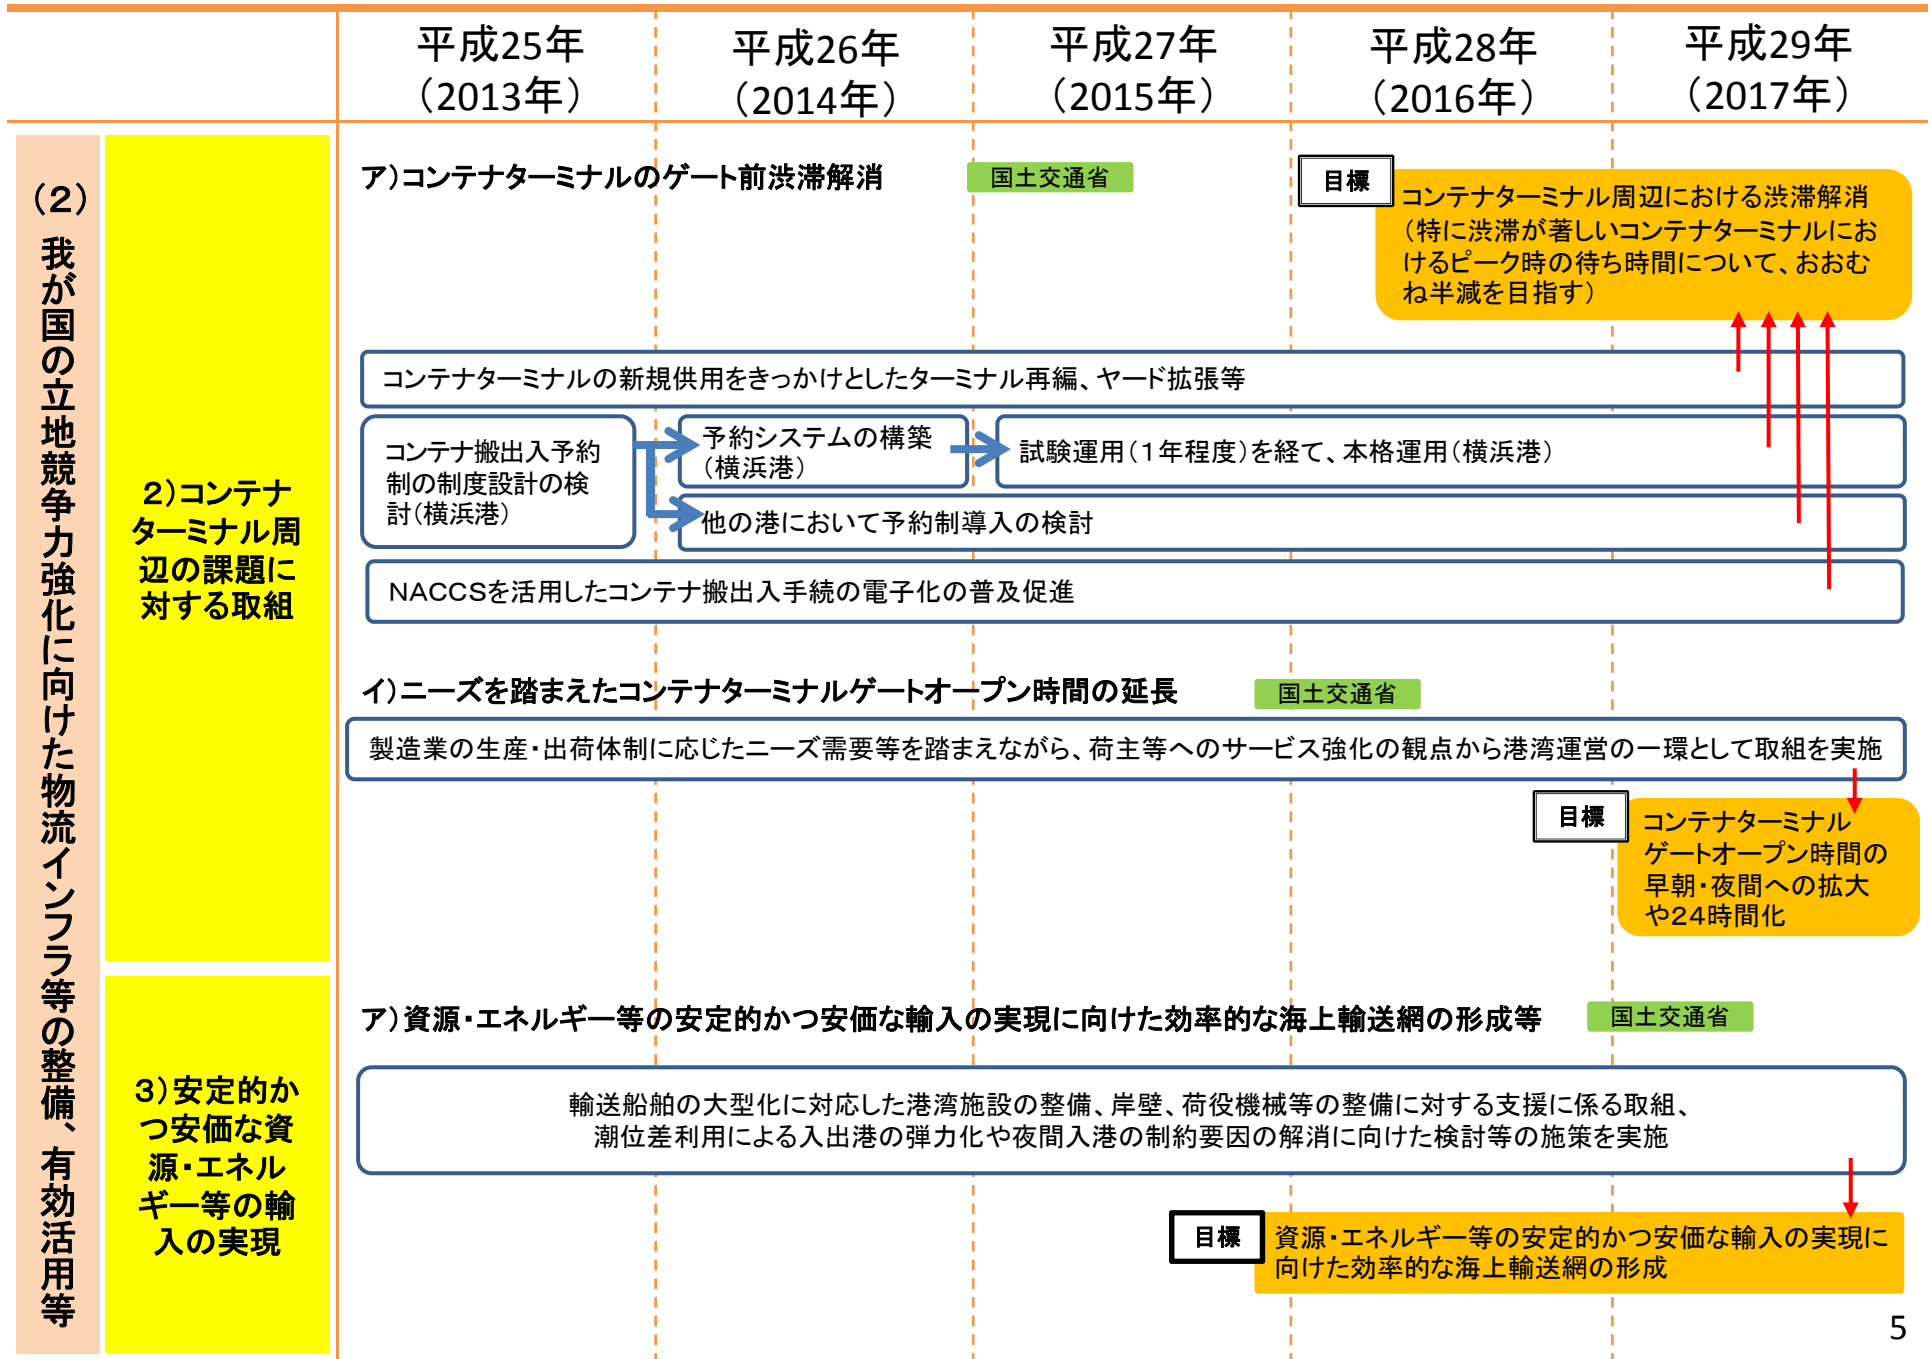 平成25年
（2013年）
平成26年
（2014年）
平成27年
（2015年）
平成28年
（2016年）
平成29年
（2017年）
（２）我が国の立地競争力強化に向けた物流インフラ等の整備、有効活用等
２）コンテナ
ターミナル周
辺の課題に
対する取組
ア）コンテナターミナルのゲート前渋滞解消
国土交通省
目標
コンテナターミナル周辺における渋滞解消
（特に渋滞が著しいコンテナターミナルにお
けるピーク時の待ち時間について、おおむ
ね半減を目指す）
コンテナターミナルの新規供用をきっかけとしたターミナル再編、ヤード拡張等
コンテナ搬出入予約
制の制度設計の検
討（横浜港）
予約システムの構築
（横浜港）
試験運用（１年程度）を経て、本格運用（横浜港）
他の港において予約制導入の検討
ＮＡＣＣＳを活用したコンテナ搬出入手続の電子化の普及促進
イ）ニーズを踏まえたコンテナターミナルゲートオープン時間の延長
国土交通省
製造業の生産・出荷体制に応じたニーズ需要等を踏まえながら、荷主等へのサービス強化の観点から港湾運営の一環として取組を実施
目標
コンテナターミナル
ゲートオープン時間の
早朝・夜間への拡大
や２４時間化
３）安定的か
つ安価な資
源・エネル
ギー等の輸
入の実現
ア）資源・エネルギー等の安定的かつ安価な輸入の実現に向けた効率的な海上輸送網の形成等
国土交通省
輸送船舶の大型化に対応した港湾施設の整備、岸壁、荷役機械等の整備に対する支援に係る取組、
潮位差利用による入出港の弾力化や夜間入港の制約要因の解消に向けた検討等の施策を実施
目標
資源・エネルギー等の安定的かつ安価な輸入の実現に
向けた効率的な海上輸送網の形成
5